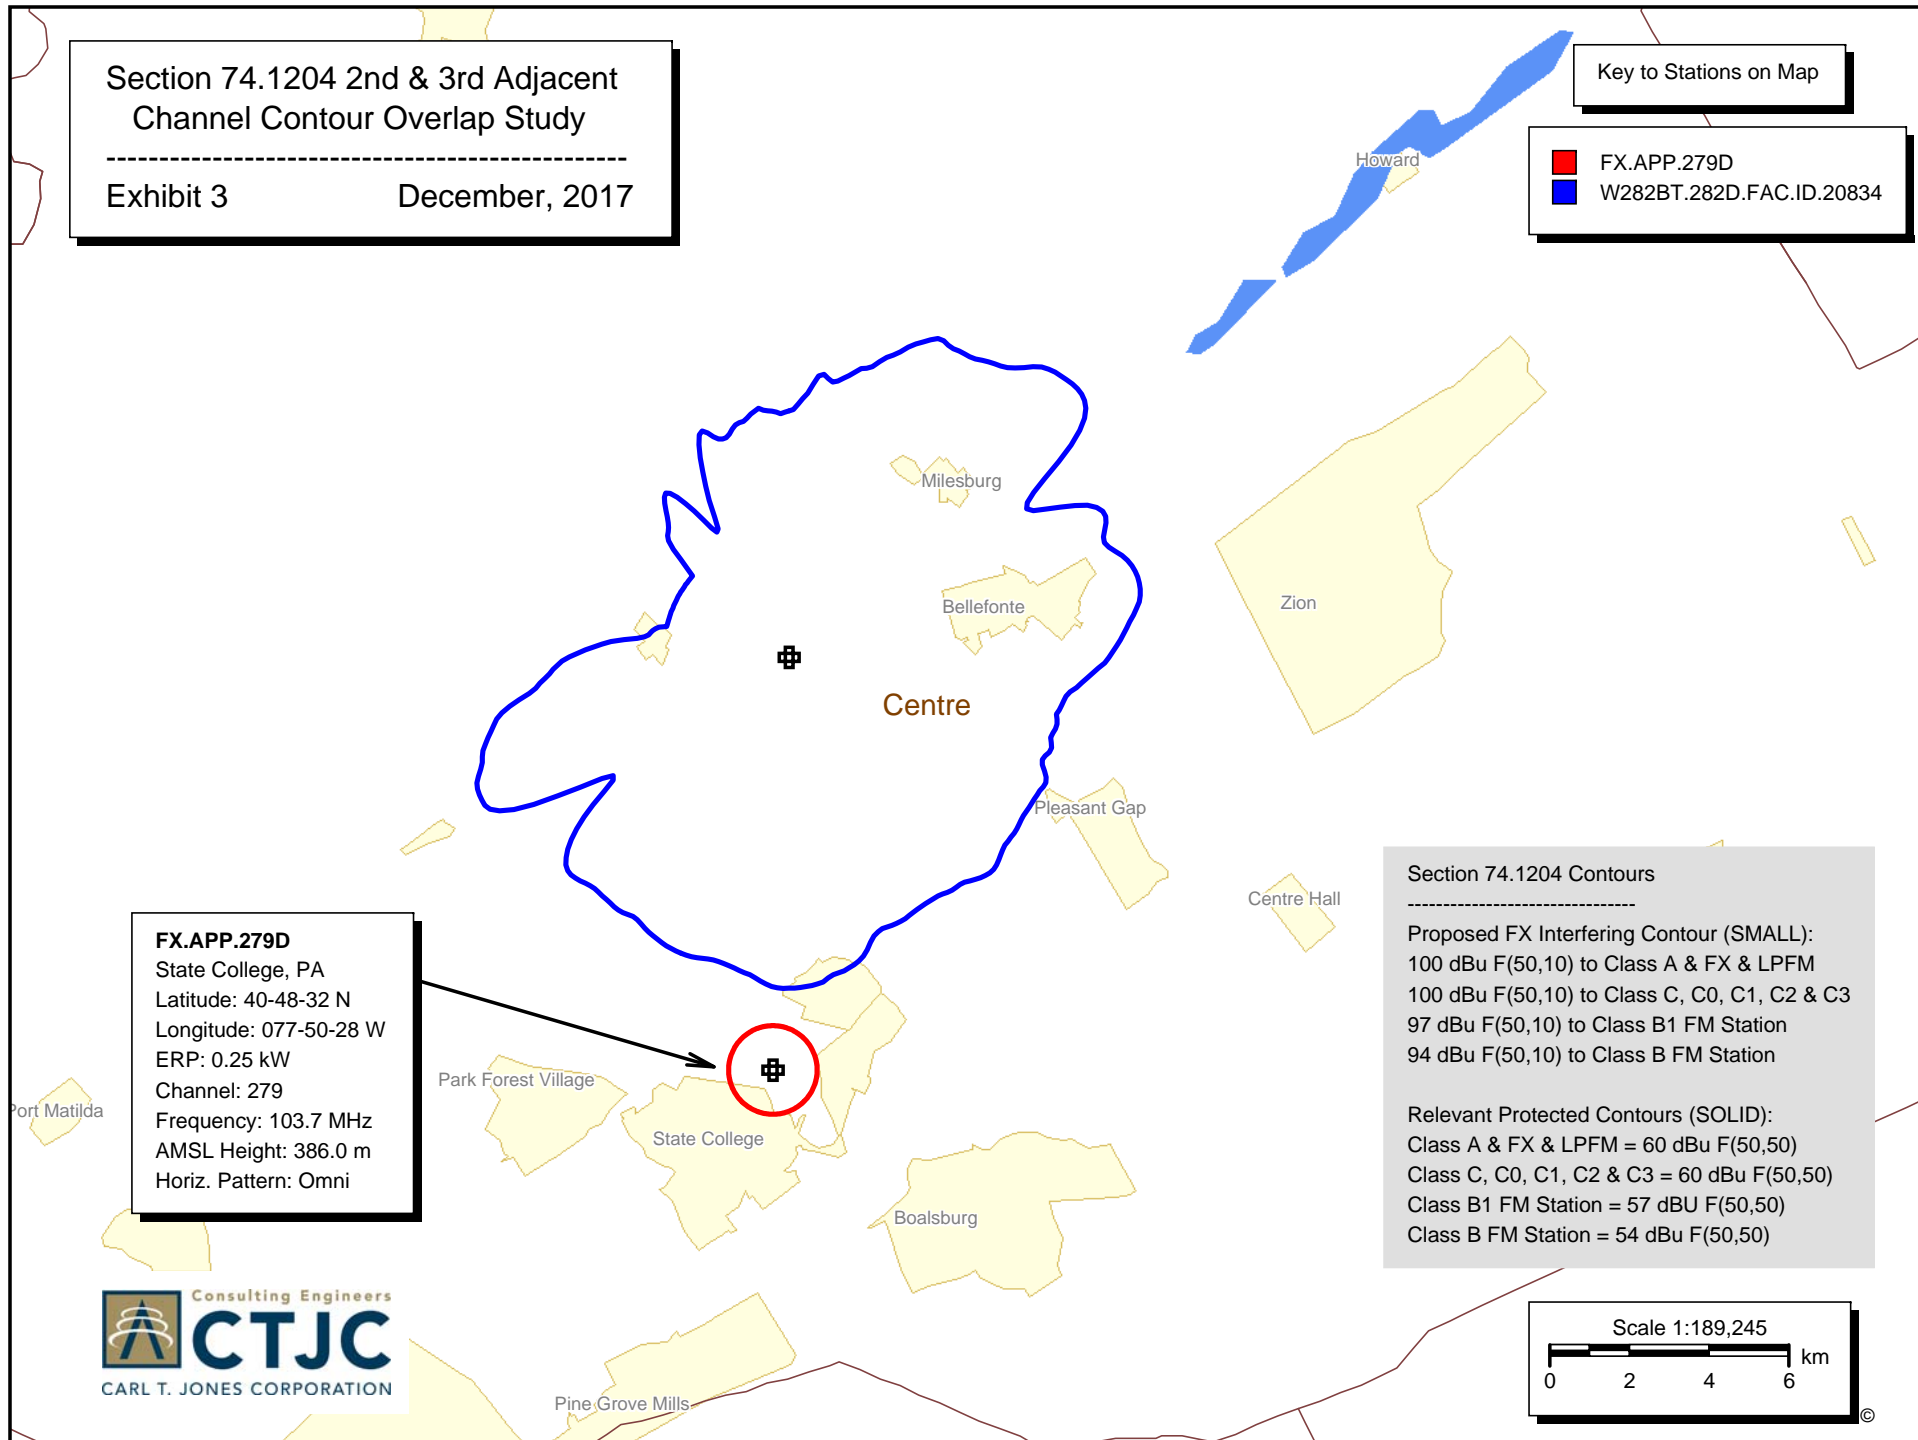 Section 74.1204 2nd & 3rd Adjacent
Channel Contour Overlap Study
-------------------------------------------------
Exhibit 3 December, 2017
Key to Stations on Map
FX.APP.279D
W282BT.282D.FAC.ID.20834
Howard
Milesburg
Bellefonte
Zion
Centre
Pleasant Gap
Centre Hall
FX.APP.279D
State College, PA
Latitude: 40-48-32 N
Longitude: 077-50-28 W
ERP: 0.25 kW
Channel: 279
Frequency: 103.7 MHz
AMSL Height: 386.0 m
Horiz. Pattern: Omni
Section 74.1204 Contours
--------------------------------
Proposed FX Interfering Contour (SMALL):
100 dBu F(50,10) to Class A & FX & LPFM
100 dBu F(50,10) to Class C, C0, C1, C2 & C3
97 dBu F(50,10) to Class B1 FM Station
94 dBu F(50,10) to Class B FM Station
Relevant Protected Contours (SOLID):
Class A & FX & LPFM = 60 dBu F(50,50)
Class C, C0, C1, C2 & C3 = 60 dBu F(50,50)
Class B1 FM Station = 57 dBU F(50,50)
Class B FM Station = 54 dBu F(50,50)
Park Forest Village
Port Matilda
State College
Boalsburg
Pine Grove Mills
Consulting Engineers
CTJC
CARL T. JONES CORPORATION
Scale 1:189,245
km
0 2 4 6
©